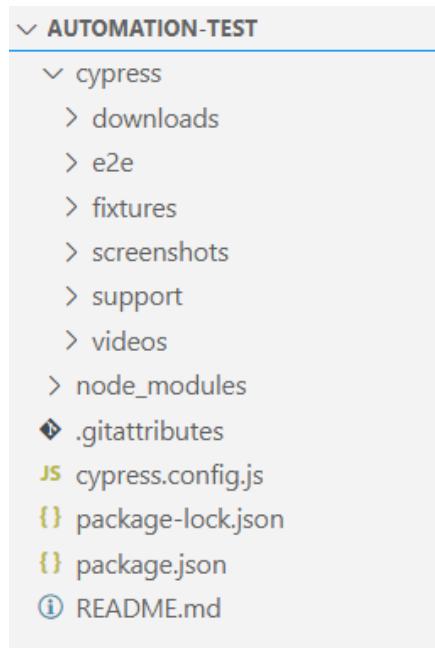 AUTOMATION-TEST
cypress
downloads
e2e
fixtures
screenshots
support
videos
node_modules
.gitattributes
JS cypress.config.js
{ } package-lock.json
{ } package.json
README.md